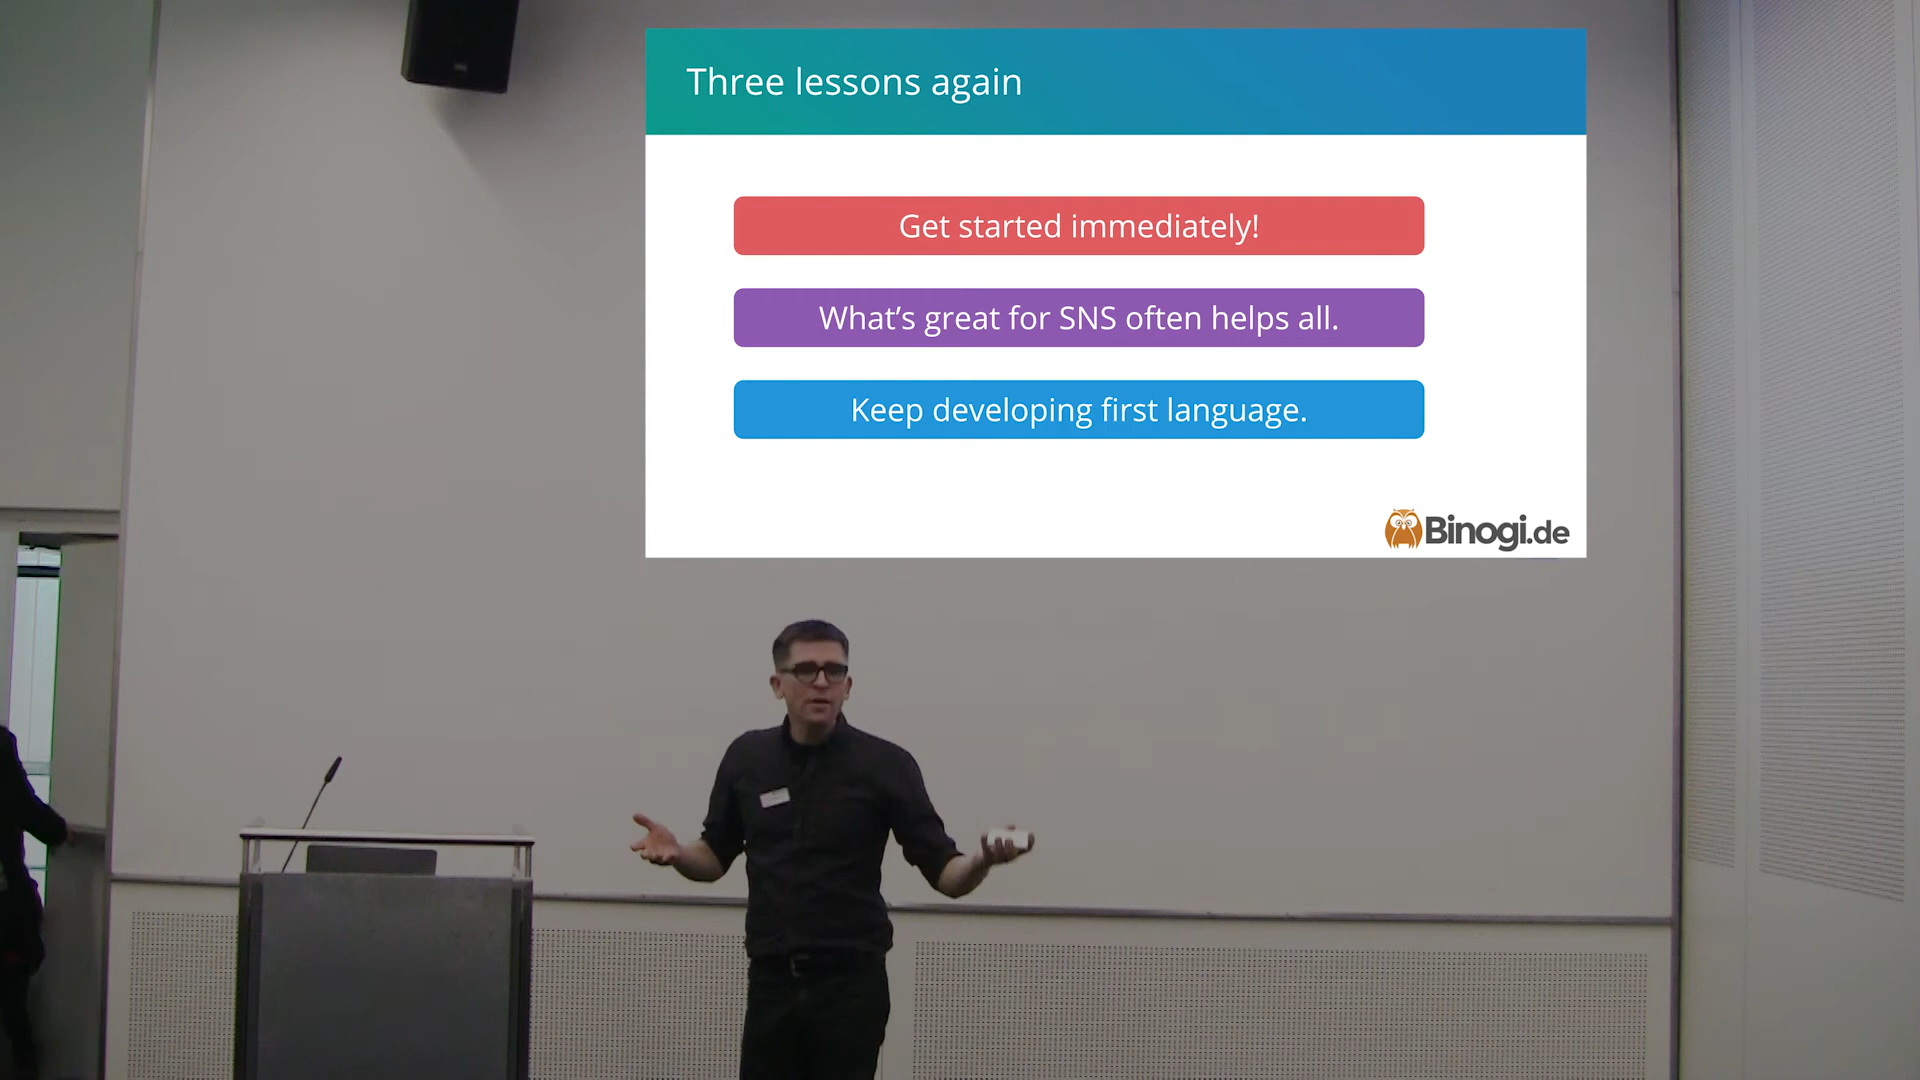 Three lessons again
Get started immediately!
What's great for SNS often helps all.
Keep developing first language.
Binogi.de